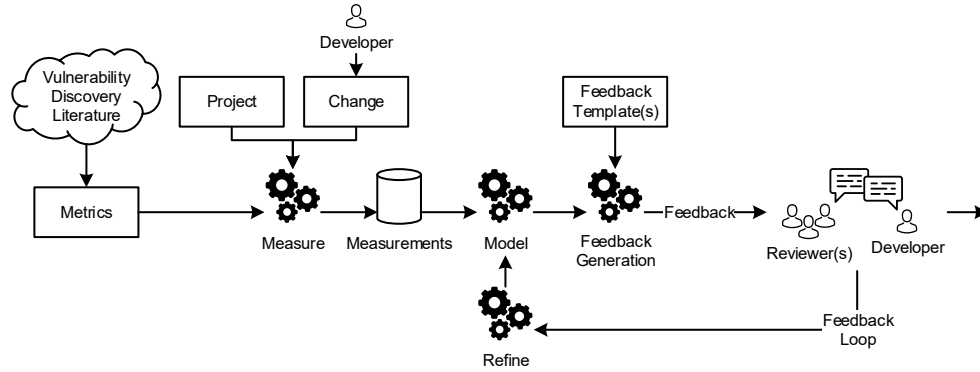 Developer
Vulnerability
Discovery
Literature
Project
Change
Feedback
Template(s)
Metrics
Measure
Measurements
Model
Feedback
Generation
Feedback
Reviewer(s)
Developer
Feedback
Loop
Refine